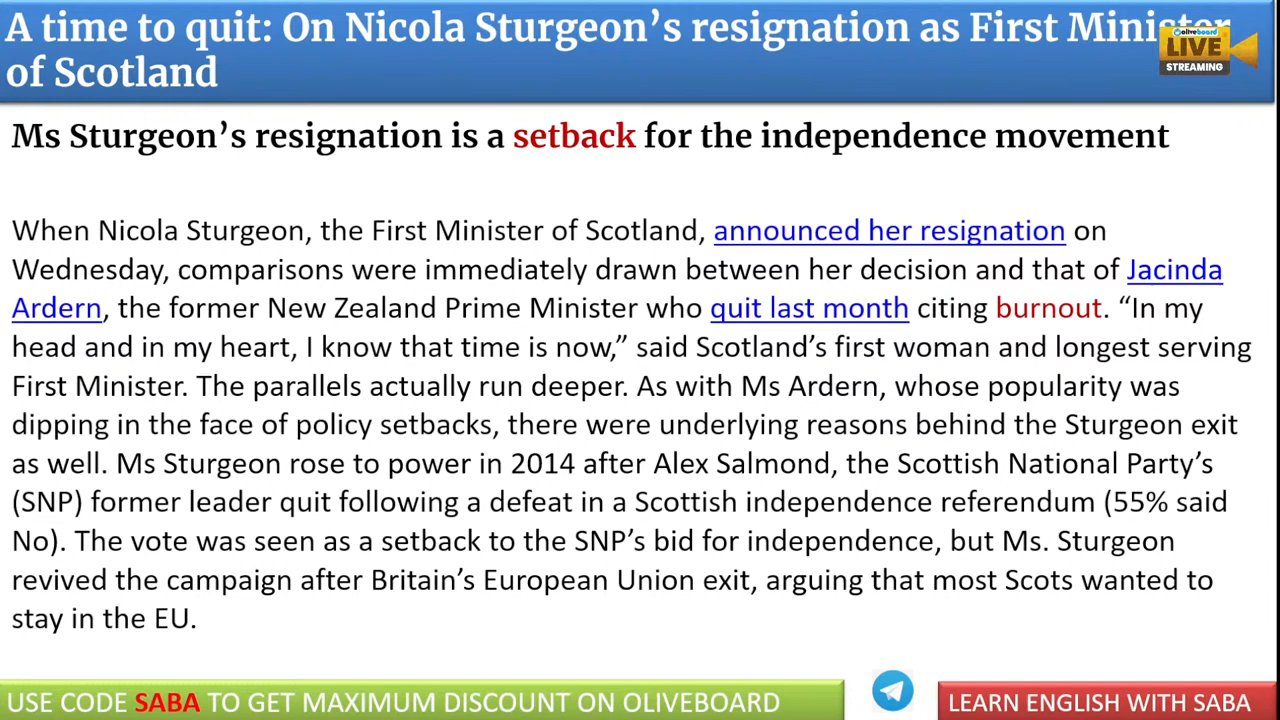 A time to quit: On Nicola Sturgeon’s resignation as First Minister
of Scotland
oliveboard
LIVE
STREAMING
Ms Sturgeon’s resignation is a setback for the independence movement
When Nicola Sturgeon, the First Minister of Scotland, announced her resignation on
Wednesday, comparisons were immediately drawn between her decision and that of Jacinda
Ardern, the former New Zealand Prime Minister who quit last month citing burnout. “In my
head and in my heart, I know that time is now,” said Scotland’s first woman and longest serving
First Minister. The parallels actually run deeper. As with Ms Ardern, whose popularity was
dipping in the face of policy setbacks, there were underlying reasons behind the Sturgeon exit
as well. Ms Sturgeon rose to power in 2014 after Alex Salmond, the Scottish National Party’s
(SNP) former leader quit following a defeat in a Scottish independence referendum (55% said
No). The vote was seen as a setback to the SNP’s bid for independence, but Ms. Sturgeon
revived the campaign after Britain’s European Union exit, arguing that most Scots wanted to
stay in the EU.
USE CODE SABA TO GET MAXIMUM DISCOUNT ON OLIVEBOARD
LEARN ENGLISH WITH SABA